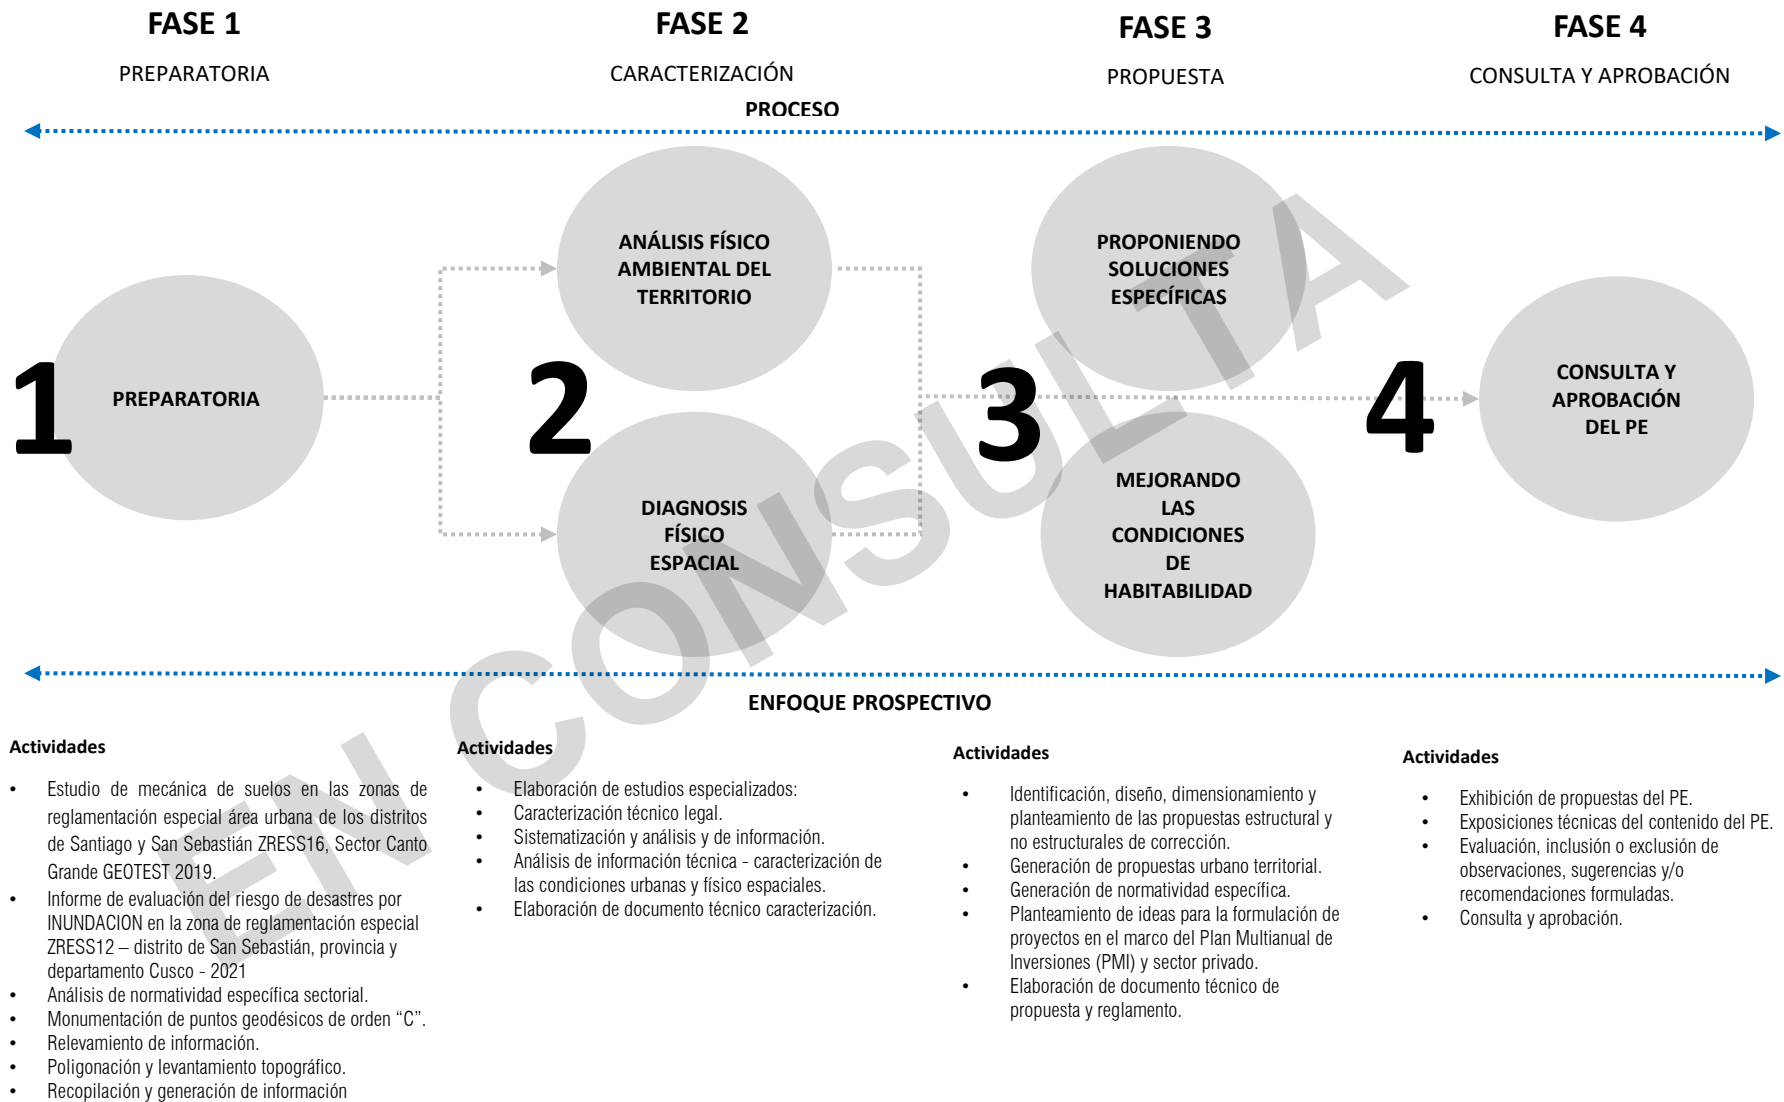 FASE 1
PREPARATORIA
FASE 2
CARACTERIZACIÓN
FASE 3
PROPUESTA
FASE 4
CONSULTA Y APROBACIÓN
PROCESO
1
PREPARATORIA
2
ANÁLISIS FÍSICO
AMBIENTAL DEL
TERRITORIO
DIAGNOSIS
FÍSICO
ESPACIAL
3
PROPONIENDO
SOLUCIONES
ESPECÍFICAS
MEJORANDO
LAS
CONDICIONES
DE
HABITABILIDAD
4
CONSULTA Y
APROBACIÓN
DEL PE
EN CONSULTA
ENFOQUE PROSPECTIVO
Actividades
• Estudio de mecánica de suelos en las zonas de
reglamentación especial área urbana de los distritos
de Santiago y San Sebastián ZRESS16, Sector Canto
Grande GEOTEST 2019.
• Informe de evaluación del riesgo de desastres por
INUNDACION en la zona de reglamentación especial
ZRESS12 – distrito de San Sebastián, provincia y
departamento Cusco - 2021
• Análisis de normatividad específica sectorial.
• Monumentación de puntos geodésicos de orden “C”.
• Relevamiento de información.
• Poligonación y levantamiento topográfico.
• Recopilación y generación de información
Actividades
• Elaboración de estudios especializados:
• Caracterización técnico legal.
• Sistematización y análisis y de información.
• Análisis de información técnica - caracterización de
las condiciones urbanas y físico espaciales.
• Elaboración de documento técnico caracterización.
Actividades
• Identificación, diseño, dimensionamiento y
planteamiento de las propuestas estructural y
no estructurales de corrección.
• Generación de propuestas urbano territorial.
• Generación de normatividad específica.
• Planteamiento de ideas para la formulación de
proyectos en el marco del Plan Multianual de
Inversiones (PMI) y sector privado.
• Elaboración de documento técnico de
propuesta y reglamento.
Actividades
• Exhibición de propuestas del PE.
• Exposiciones técnicas del contenido del PE.
• Evaluación, inclusión o exclusión de
observaciones, sugerencias y/o
recomendaciones formuladas.
• Consulta y aprobación.